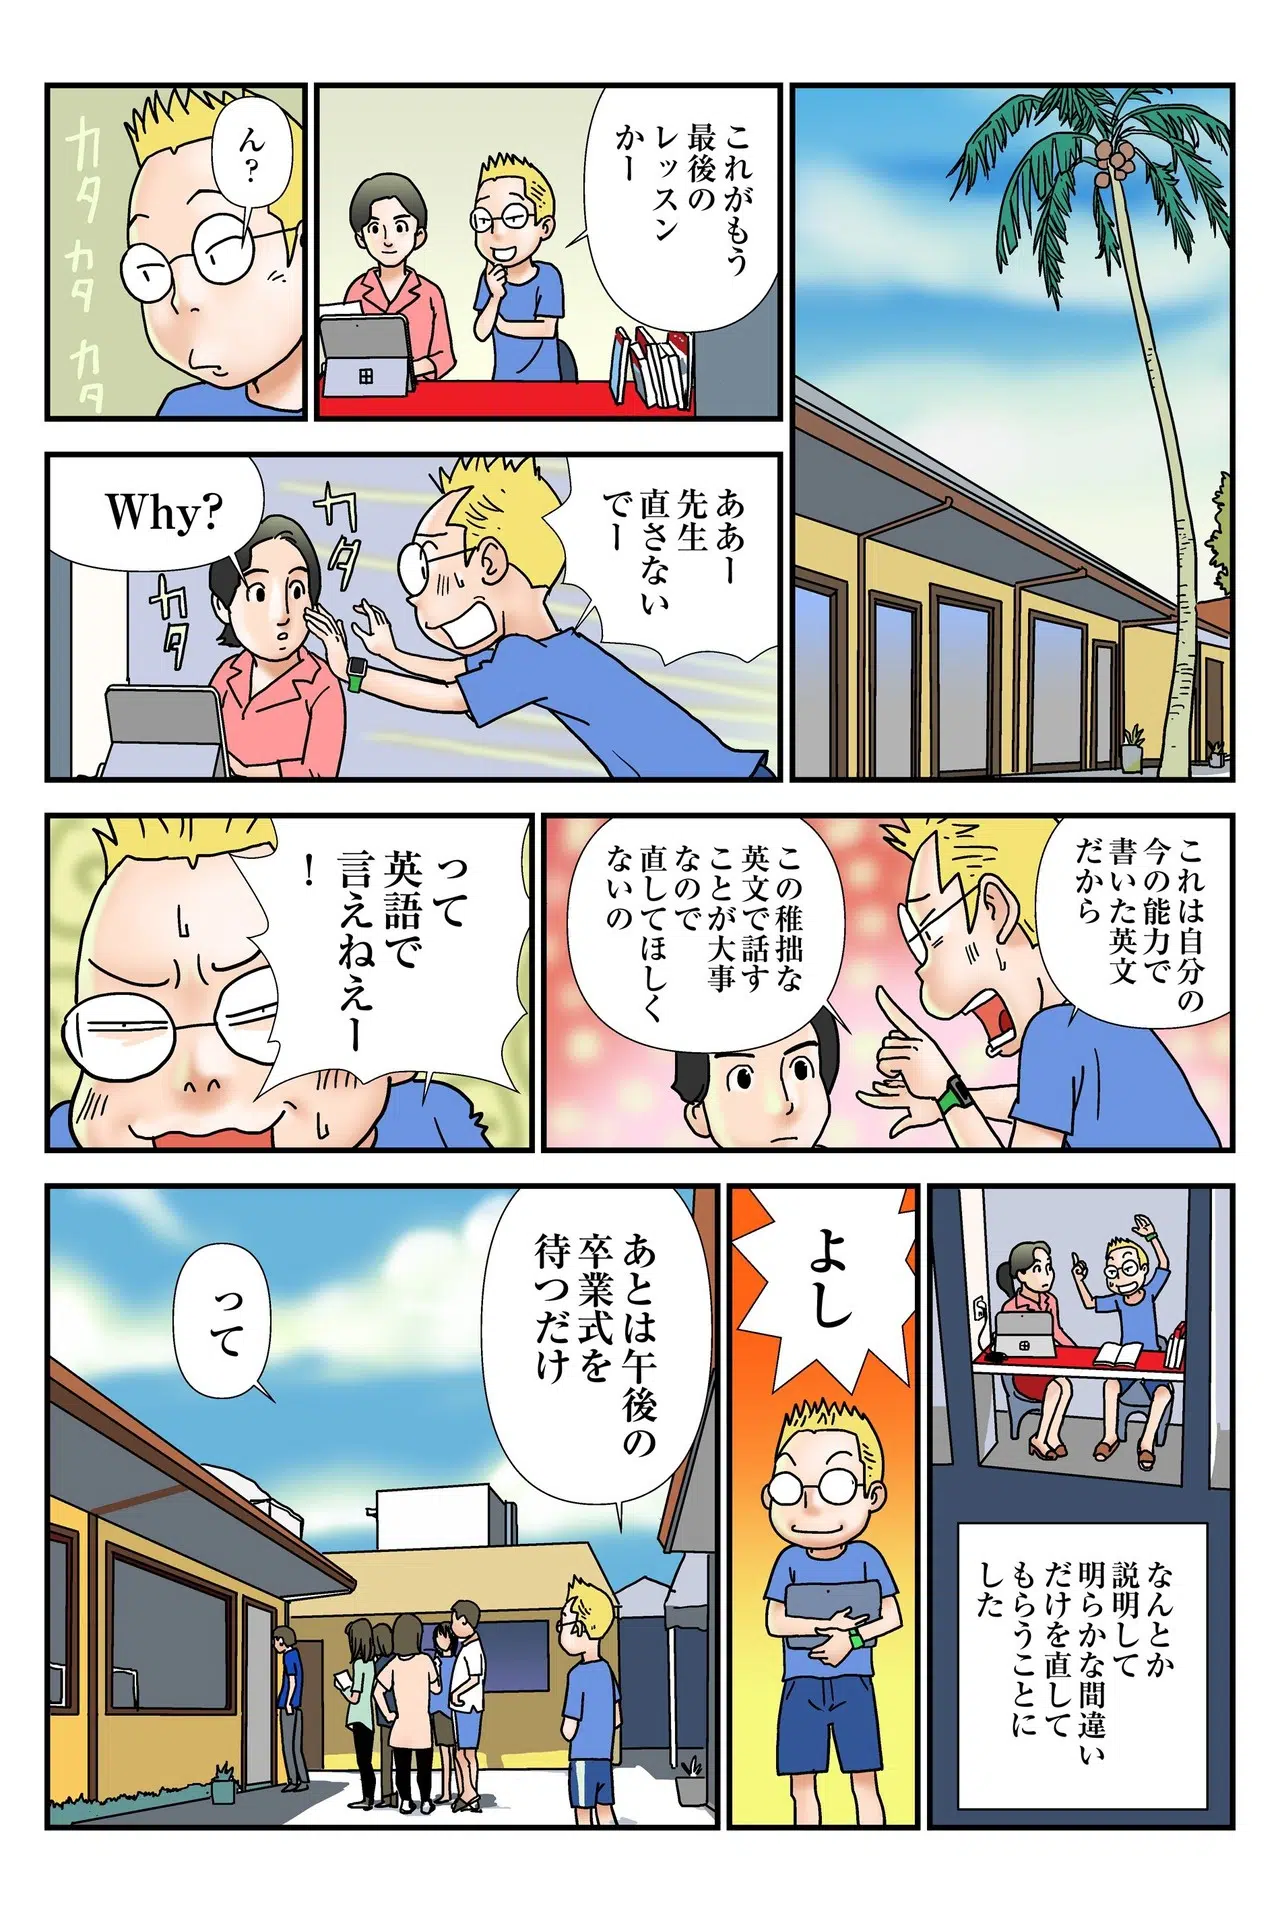 これがもう
最後の
レッスン
かー
ん?
カタ
カタ
カタ
ああー
先生
直さない
でー
カタ
Why?
カタ
これは自分の
今の能力で
書いた英文
だから
この稚拙な
英文で話す
ことが大事
なので
直してほしく
ないの
って
英語で
言えねえー
!
なんとか
説明して
明らかな間違い
だけを直して
もらうことに
した
よし
あとは午後の
卒業式を
待つだけ
って